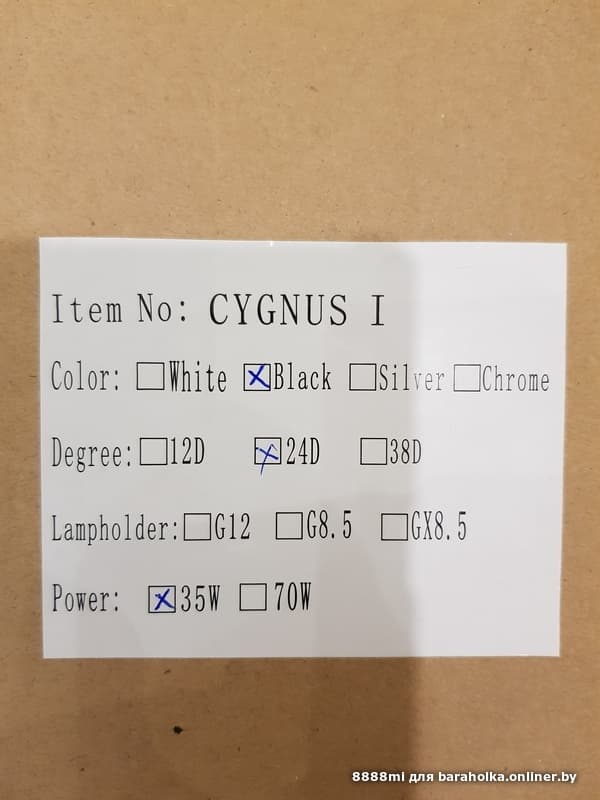 Item No: CYGNUS I
Color: ☐White ☒Black ☐Silver ☐Chrome
Degree: ☐12D ☒24D ☐38D
Lampholder: ☐G12 ☐G8.5 ☐GX8.5
Power: ☒35W ☐70W
8888mi для baraholka.onliner.by